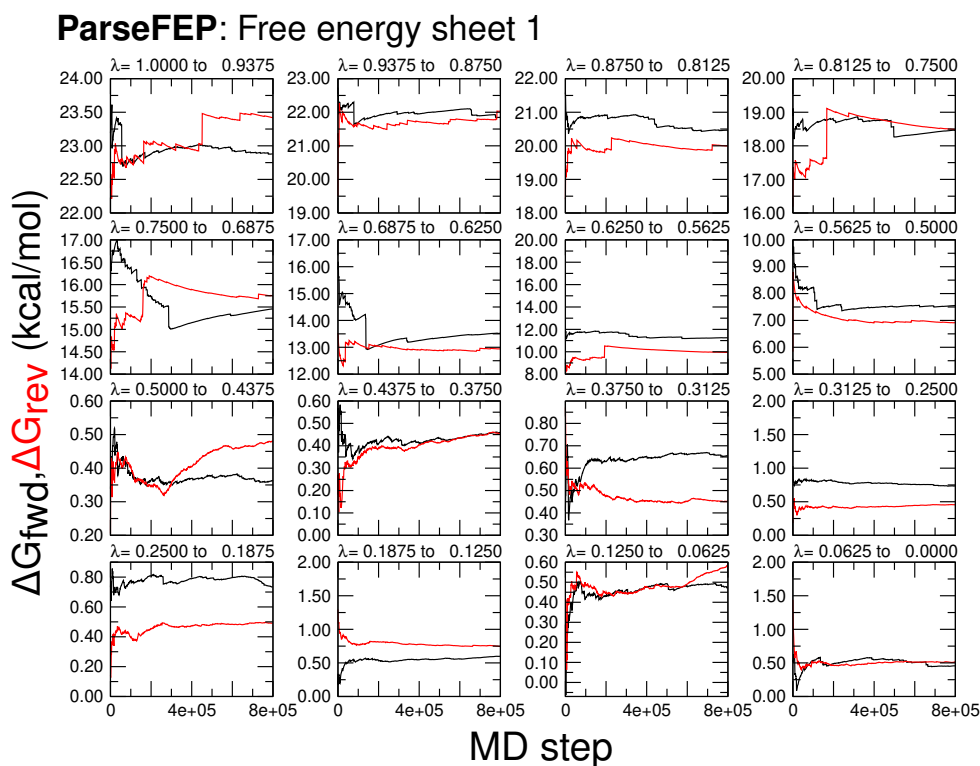 ParseFEP: Free energy sheet 1
λ= 1.0000 to 0.9375 λ= 0.9375 to 0.8750 λ= 0.8750 to 0.8125 λ= 0.8125 to 0.7500
24.00 23.00 22.00 20.00
23.50 22.00 21.00 19.00
23.00 21.00 20.00 18.00
22.50 20.00 19.00 17.00
22.00 19.00 18.00 16.00
λ= 0.7500 to 0.6875 λ= 0.6875 to 0.6250 λ= 0.6250 to 0.5625 λ= 0.5625 to 0.5000
17.00 17.00 20.00 10.00
16.50 16.00 18.00 9.00
16.00 15.00 16.00 8.00
15.50 14.00 14.00 7.00
15.00 13.00 12.00 6.00
14.50 12.00 10.00 5.00
14.00 8.00
λ= 0.5000 to 0.4375 λ= 0.4375 to 0.3750 λ= 0.3750 to 0.3125 λ= 0.3125 to 0.2500
0.60 0.60 0.90 2.00
0.50 0.50 0.80 1.50
0.40 0.40 0.70 1.00
0.30 0.30 0.60 0.50
0.20 0.20 0.50 0.00
0.10 0.40
0.00 0.30
λ= 0.2500 to 0.1875 λ= 0.1875 to 0.1250 λ= 0.1250 to 0.0625 λ= 0.0625 to 0.0000
0.80 2.00 0.60 2.00
0.60 1.50 0.50 1.50
0.40 1.00 0.40 1.00
0.20 0.50 0.30 0.50
0.00 0.00 0.20 0.00
0.10
0.00
0 4e+05 8e+05 0 4e+05 8e+05 0 4e+05 8e+05 0 4e+05 8e+05
ΔGfwd,ΔGrev (kcal/mol)
MD step